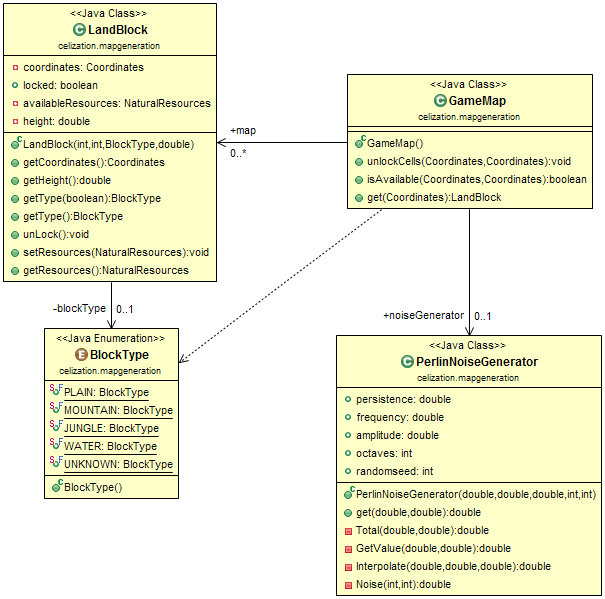 <<Java Class>>
LandBlock
celization.mapgeneration
coordinates: Coordinates
locked: boolean
availableResources: NaturalResources
height: double
LandBlock(int,int,BlockType,double)
getCoordinates():Coordinates
getHeight():double
getType(boolean):BlockType
getType():BlockType
unLock():void
setResources(NaturalResources):void
getResources():NaturalResources
+map
0..*
<<Java Class>>
GameMap
celization.mapgeneration
GameMap()
unlockCells(Coordinates,Coordinates):void
isAvailable(Coordinates,Coordinates):boolean
get(Coordinates):LandBlock
-blockType
0..1
+noiseGenerator
0..1
<<Java Enumeration>>
BlockType
celization.mapgeneration
PLAIN: BlockType
MOUNTAIN: BlockType
JUNGLE: BlockType
WATER: BlockType
UNKNOWN: BlockType
BlockType()
<<Java Class>>
PerlinNoiseGenerator
celization.mapgeneration
persistence: double
frequency: double
amplitude: double
octaves: int
randomseed: int
PerlinNoiseGenerator(double,double,double,int,int)
get(double,double):double
Total(double,double):double
GetValue(double,double):double
Interpolate(double,double,double):double
Noise(int,int):double